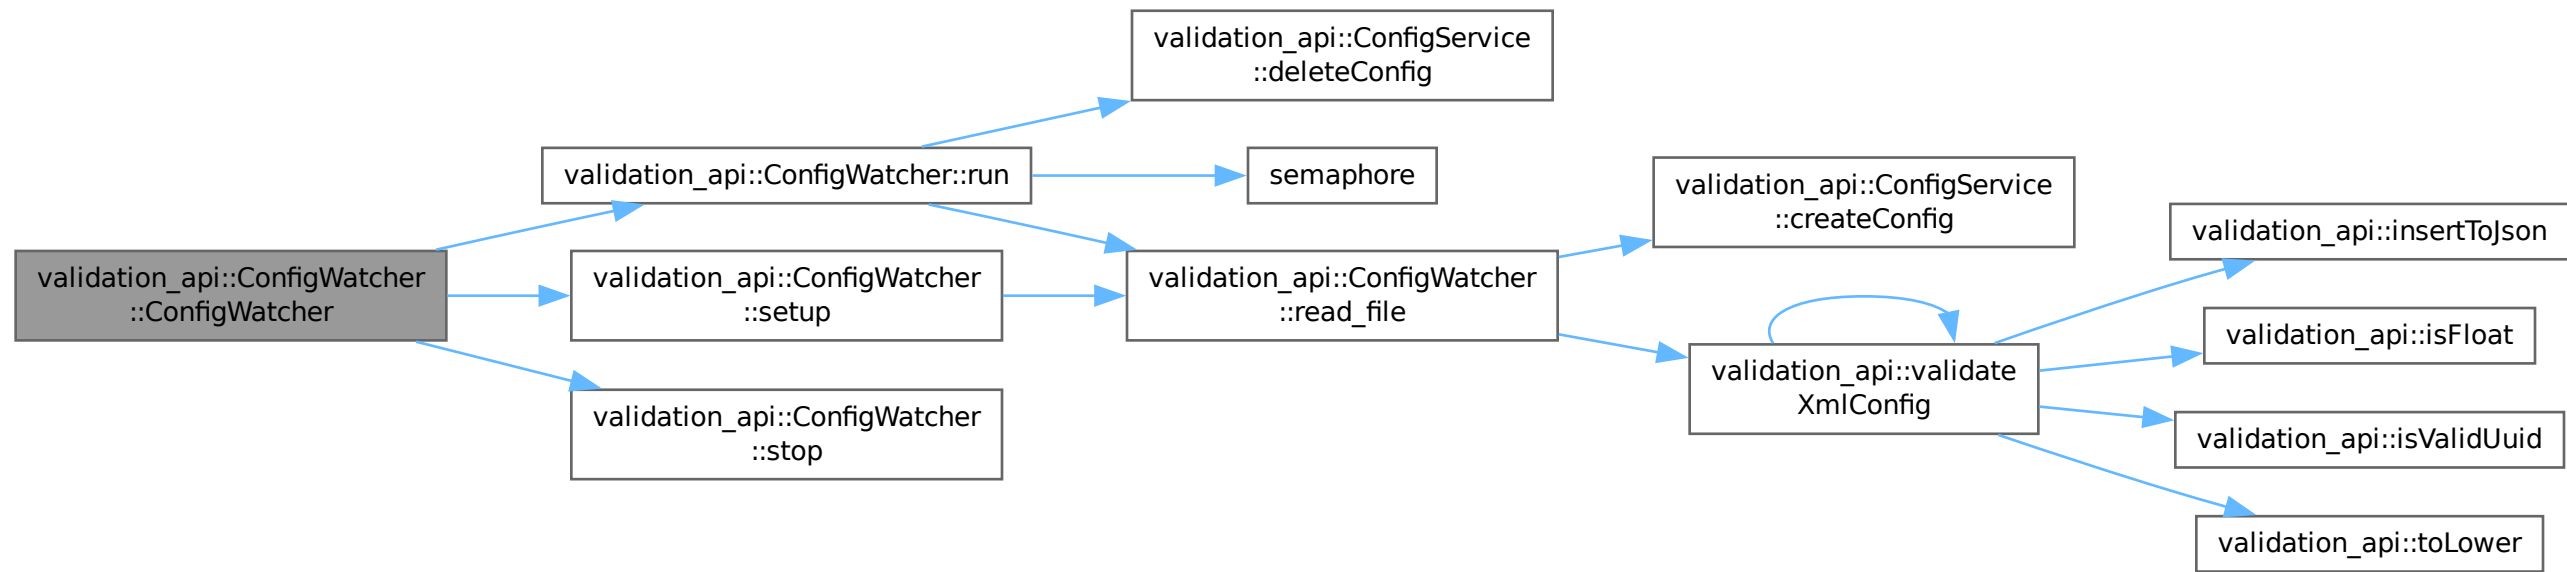 validation_api::ConfigWatcher
::ConfigWatcher
validation_api::ConfigWatcher::run
validation_api::ConfigWatcher
::setup
validation_api::ConfigWatcher
::stop
validation_api::ConfigService
::deleteConfig
semaphore
validation_api::ConfigWatcher
::read_file
validation_api::ConfigService
::createConfig
validation_api::validate
XmlConfig
validation_api::insertToJson
validation_api::isFloat
validation_api::isValidUuid
validation_api::toLower